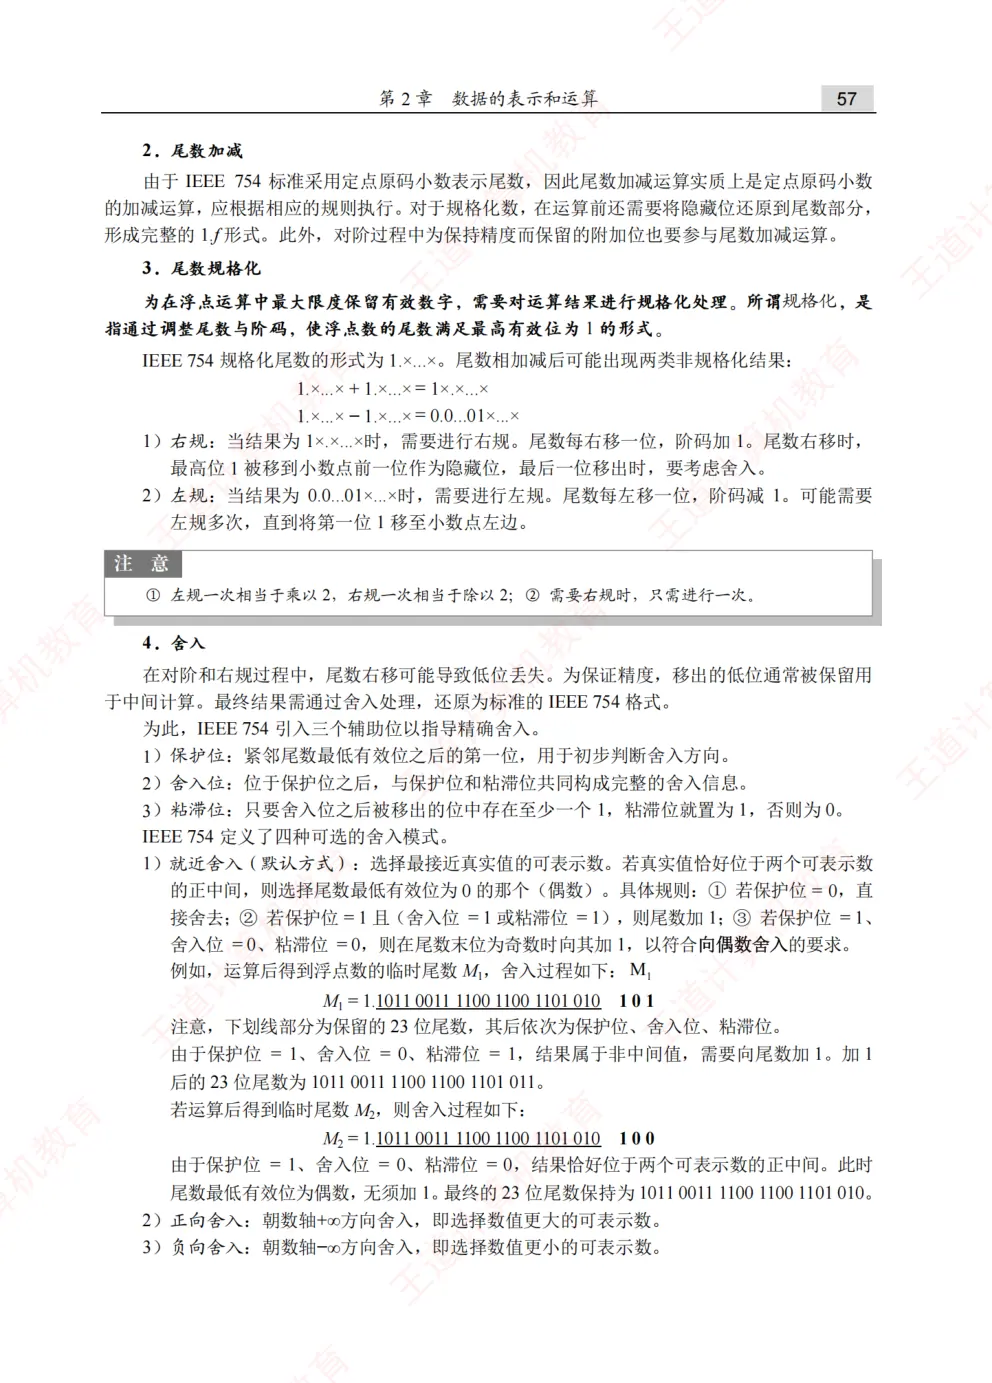 第 2 章 数据的表示和运算 57
2．尾数加减
由于 IEEE 754 标准采用定点原码小数表示尾数，因此尾数加减运算实质上是定点原码小数
的加减运算，应根据相应的规则执行。对于规格化数，在运算前还需要将隐藏位还原到尾数部分，
形成完整的 1.f 形式。此外，对阶过程中为保持精度而保留的附加位也要参与尾数加减运算。
3．尾数规格化
为在浮点运算中最大限度保留有效数字，需要对运算结果进行规格化处理。所谓规格化，是
指通过调整尾数与阶码，使浮点数的尾数满足最高有效位为 1 的形式。
IEEE 754 规格化尾数的形式为 1.×...×。尾数相加减后可能出现两类非规格化结果：
1.×...× + 1.×...× = 1×.×...×
1.×...× − 1.×...× = 0.0...01×...×
1）右规：当结果为 1×.×...×时，需要进行右规。尾数每右移一位，阶码加 1。尾数右移时，
最高位 1 被移到小数点前一位作为隐藏位，最后一位移出时，要考虑舍入。
2）左规：当结果为 0.0...01×...×时，需要进行左规。尾数每左移一位，阶码减 1。可能需要
左规多次，直到将第一位 1 移至小数点左边。
注 意
① 左规一次相当于乘以 2，右规一次相当于除以 2；② 需要右规时，只需进行一次。
4．舍入
在对阶和右规过程中，尾数右移可能导致低位丢失。为保证精度，移出的低位通常被保留用
于中间计算。最终结果需通过舍入处理，还原为标准的 IEEE 754 格式。
为此，IEEE 754 引入三个辅助位以指导精确舍入。
1）保护位：紧邻尾数最低有效位之后的第一位，用于初步判断舍入方向。
2）舍入位：位于保护位之后，与保护位和粘滞位共同构成完整的舍入信息。
3）粘滞位：只要舍入位之后被移出的位中存在至少一个 1，粘滞位就置为 1，否则为 0。
IEEE 754 定义了四种可选的舍入模式。
1）就近舍入（默认方式）：选择最接近真实值的可表示数。若真实值恰好位于两个可表示数
的正中间，则选择尾数最低有效位为 0 的那个（偶数）。具体规则：① 若保护位 = 0，直
接舍去；② 若保护位 = 1 且（舍入位 = 1 或粘滞位 = 1），则尾数加 1；③ 若保护位 = 1、
舍入位 = 0、粘滞位 = 0，则在尾数末位为奇数时向其加 1，以符合向偶数舍入的要求。
例如，运算后得到浮点数的临时尾数 M₁，舍入过程如下： M₁
M₁ = 1.1011 0011 1100 1100 1101 010 1 0 1
注意，下划线部分为保留的 23 位尾数，其后依次为保护位、舍入位、粘滞位。
由于保护位 = 1、舍入位 = 0、粘滞位 = 1，结果属于非中间值，需要向尾数加 1。加 1
后的 23 位尾数为 1011 0011 1100 1100 1101 011。
若运算后得到临时尾数 M₂，则舍入过程如下：
M₂ = 1.1011 0011 1100 1100 1101 010 1 0 0
由于保护位 = 1、舍入位 = 0、粘滞位 = 0，结果恰好位于两个可表示数的正中间。此时
尾数最低有效位为偶数，无须加 1。最终的 23 位尾数保持为 1011 0011 1100 1100 1101 010。
2）正向舍入：朝数轴+∞方向舍入，即选择数值更大的可表示数。
3）负向舍入：朝数轴−∞方向舍入，即选择数值更小的可表示数。